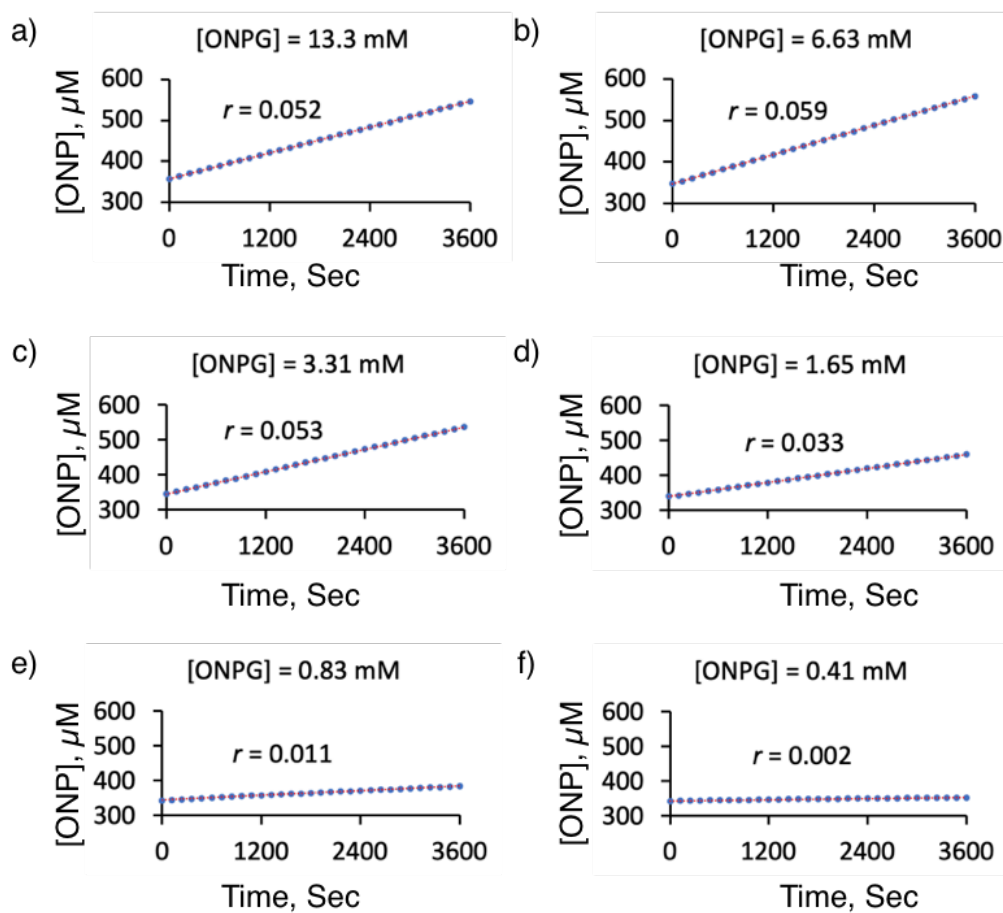 a)
[ONPG] = 13.3 mM
[ONP], µM
600
500
400
300
r = 0.052
0 1200 2400 3600
Time, Sec
b)
[ONPG] = 6.63 mM
[ONP], µM
600
500
400
300
r = 0.059
0 1200 2400 3600
Time, Sec
c)
[ONPG] = 3.31 mM
[ONP], µM
600
500
400
300
r = 0.053
0 1200 2400 3600
Time, Sec
d)
[ONPG] = 1.65 mM
[ONP], µM
600
500
400
300
r = 0.033
0 1200 2400 3600
Time, Sec
e)
[ONPG] = 0.83 mM
[ONP], µM
600
500
400
300
r = 0.011
0 1200 2400 3600
Time, Sec
f)
[ONPG] = 0.41 mM
[ONP], µM
600
500
400
300
r = 0.002
0 1200 2400 3600
Time, Sec